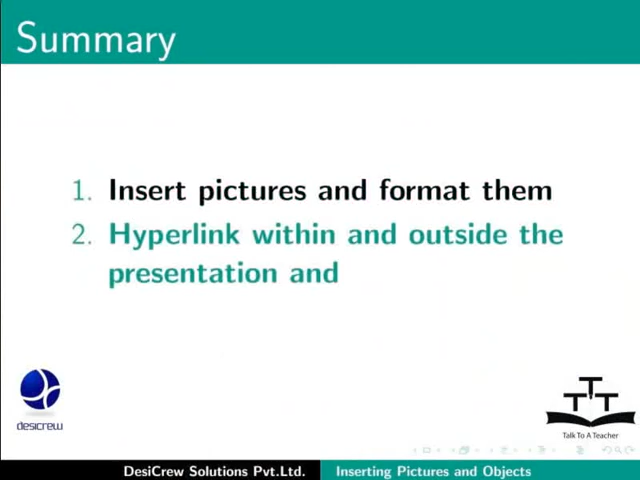 Summary
1. Insert pictures and format them
2. Hyperlink within and outside the
presentation and
desicrew
TTT
Talk To A Teacher
DesiCrew Solutions Pvt.Ltd. Inserting Pictures and Objects